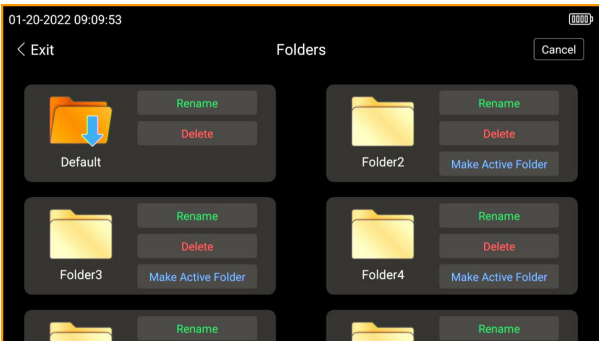 01-20-2022 09:09:53
Exit
Folders
Cancel
Rename
Delete
Default
Rename
Delete
Make Active Folder
Folder2
Rename
Delete
Make Active Folder
Folder3
Rename
Delete
Make Active Folder
Folder4
Rename
Rename